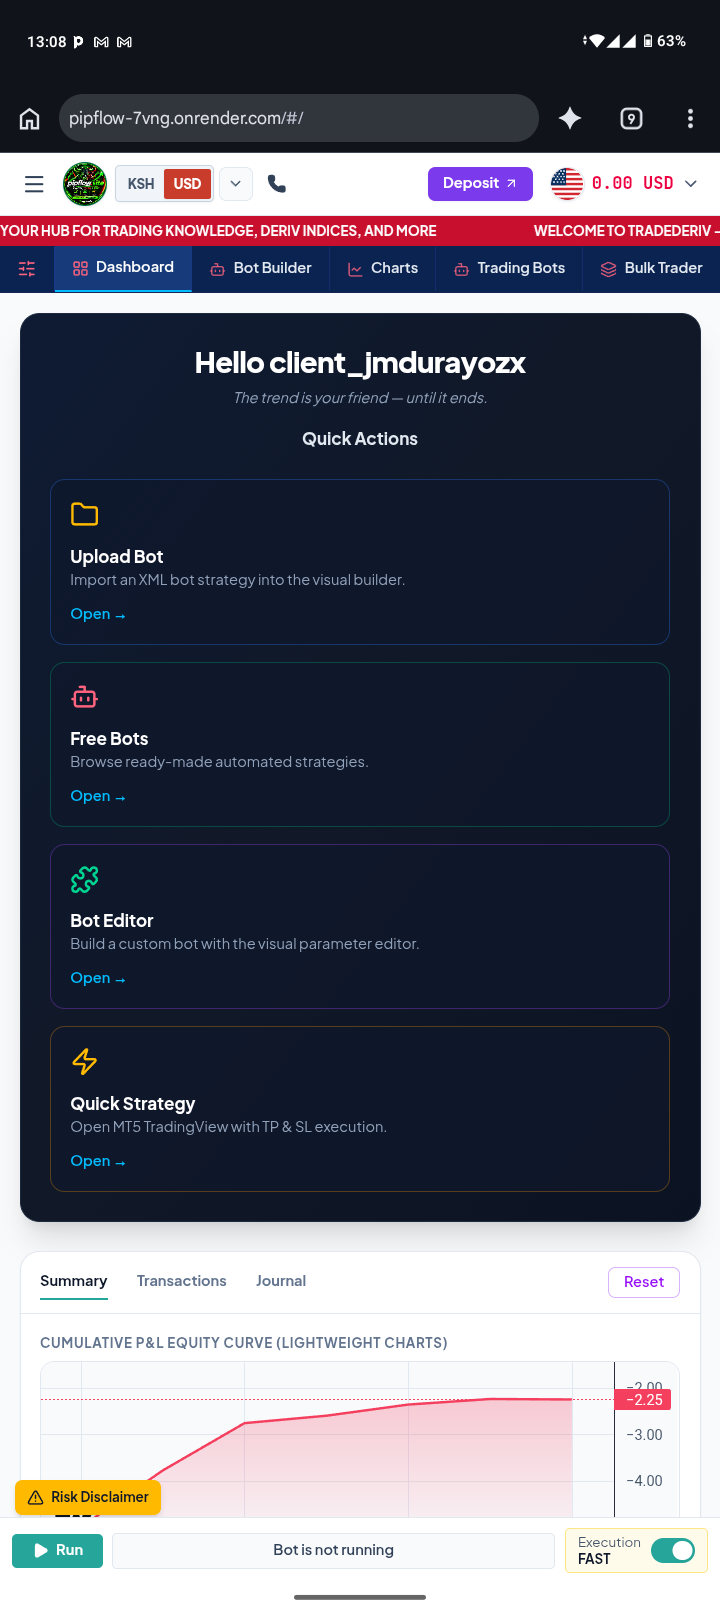 13:08
63%
pipflow-7vng.onrender.com/#/
9
pipflow
KSH USD
Deposit
0.00 USD
YOUR HUB FOR TRADING KNOWLEDGE, DERIV INDICES, AND MORE WELCOME TO TRADEDERIV –
Dashboard Bot Builder Charts Trading Bots Bulk Trader
Hello client_jmdurayozx
The trend is your friend — until it ends.
Quick Actions
Upload Bot
Import an XML bot strategy into the visual builder.
Open →
Free Bots
Browse ready-made automated strategies.
Open →
Bot Editor
Build a custom bot with the visual parameter editor.
Open →
Quick Strategy
Open MT5 TradingView with TP & SL execution.
Open →
Summary Transactions Journal Reset
CUMULATIVE P&L EQUITY CURVE (LIGHTWEIGHT CHARTS)
−2.00
−2.25
−3.00
−4.00
Risk Disclaimer
Run
Bot is not running
Execution
FAST